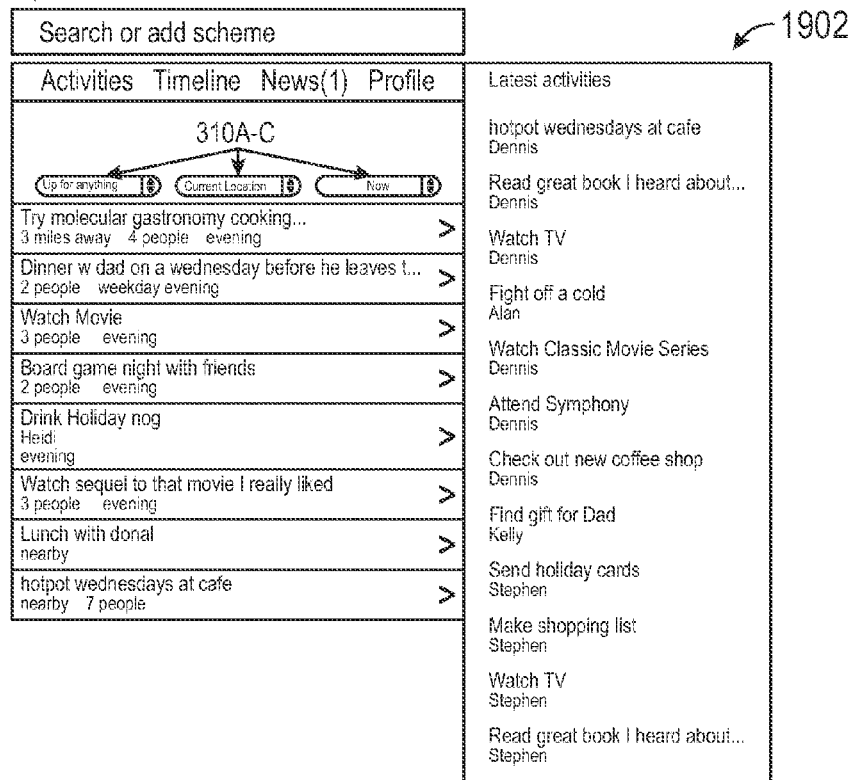 Search or add scheme
1902
Activities Timeline News(1) Profile
310A-C
Up for anything Current Location Now
Try molecular gastronomy cooking...
3 miles away 4 people evening
>
Dinner w dad on a wednesday before he leaves t...
2 people weekday evening
>
Watch Movie
3 people evening
>
Board game night with friends
2 people evening
>
Drink Holiday nog
Heidi
evening
>
Watch sequel to that movie I really liked
3 people evening
>
Lunch with donal
nearby
>
hotpot wednesdays at cafe
nearby 7 people
>
Latest activities
hotpot wednesdays at cafe
Dennis
Read great book I heard about...
Dennis
Watch TV
Dennis
Fight off a cold
Alan
Watch Classic Movie Series
Dennis
Attend Symphony
Dennis
Check out new coffee shop
Dennis
Find gift for Dad
Kelly
Send holiday cards
Stephen
Make shopping list
Stephen
Watch TV
Stephen
Read great book I heard about...
Stephen